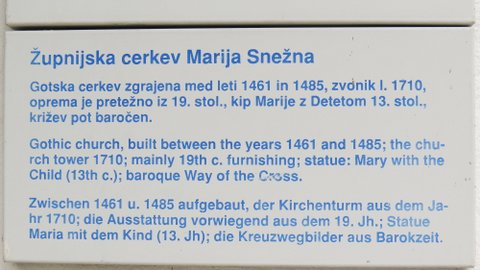 Župnijska cerkev Marija Snežna
Gotska cerkev zgrajena med leti 1461 in 1485, zvonik l. 1710,
oprema je pretežno iz 19. stol., kip Marije z Detetom 13. stol.,
križev pot baročen.
Gothic church, built between the years 1461 and 1485; the chu-
rch tower 1710; mainly 19th c. furnishing; statue: Mary with the
Child (13th c.); baroque Way of the Cross.
Zwischen 1461 u. 1485 aufgebaut, der Kirchenturm aus dem Ja-
hr 1710; die Ausstattung vorwiegend aus dem 19. Jh.; Statue
Maria mit dem Kind (13. Jh); die Kreuzwegbilder aus Barokzeit.